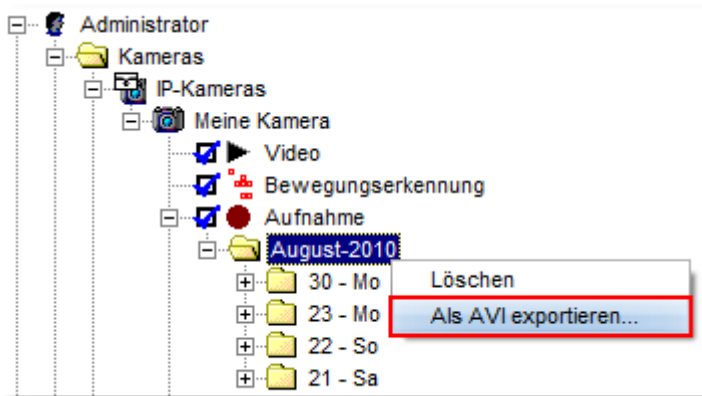 Administrator
Kameras
IP-Kameras
Meine Kamera
Video
Bewegungserkennung
Aufnahme
August-2010
30 - Mo
Löschen
23 - Mo
Als AVI exportieren...
22 - So
21 - Sa